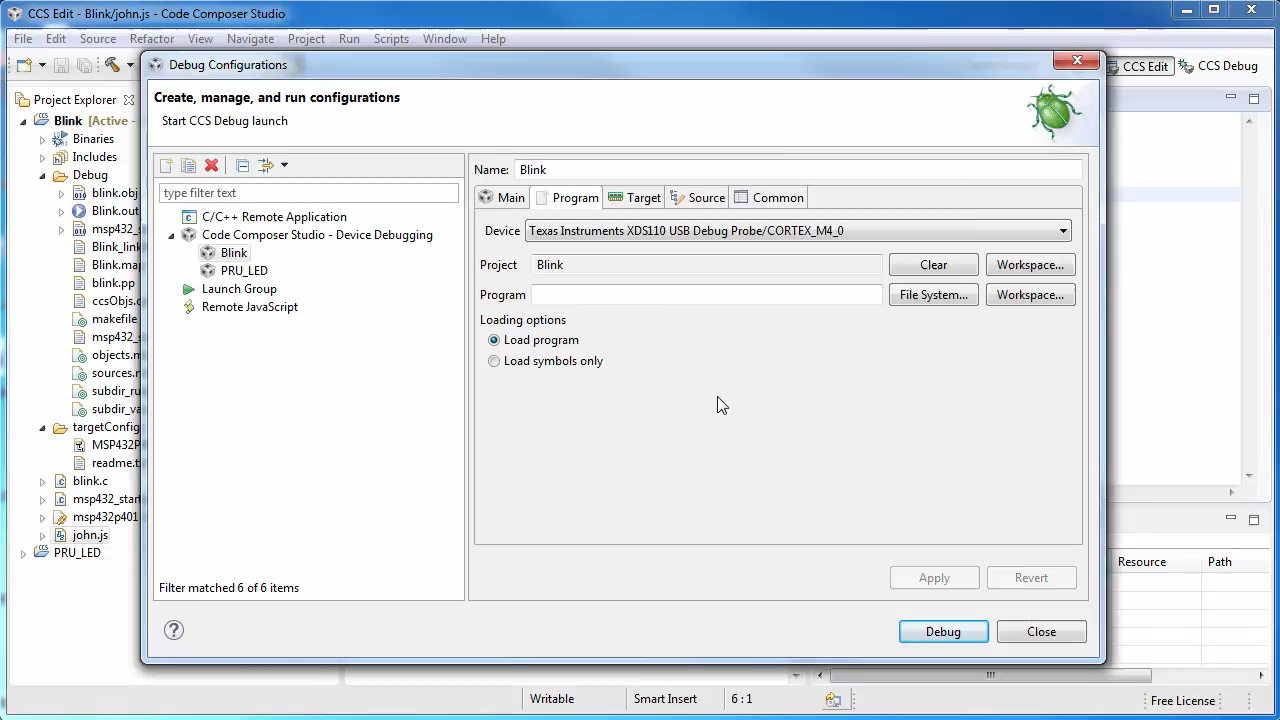 CCS Edit - Blink/john.js - Code Composer Studio
File Edit Source Refactor View Navigate Project Run Scripts Window Help
CCS Edit CCS Debug
Project Explorer
Blink [Active -
Binaries
Includes
Debug
blink.obj
Blink.out
msp432_
Blink_link
Blink.map
blink.pp
ccsObjs.o
makefile
msp432_s
objects.m
sources.m
subdir_ru
subdir_va
targetConfig
MSP432P
readme.t
blink.c
msp432_star
msp432p401
john.js
PRU_LED
Debug Configurations
Create, manage, and run configurations
Start CCS Debug launch
type filter text
C/C++ Remote Application
Code Composer Studio - Device Debugging
Blink
PRU_LED
Launch Group
Remote JavaScript
Filter matched 6 of 6 items
Name: Blink
Main Program Target Source Common
Device Texas Instruments XDS110 USB Debug Probe/CORTEX_M4_0
Project Blink Clear Workspace...
Program File System... Workspace...
Loading options
Load program
Load symbols only
Apply Revert
? Debug Close
Resource Path
Writable Smart Insert 6 : 1 Free License